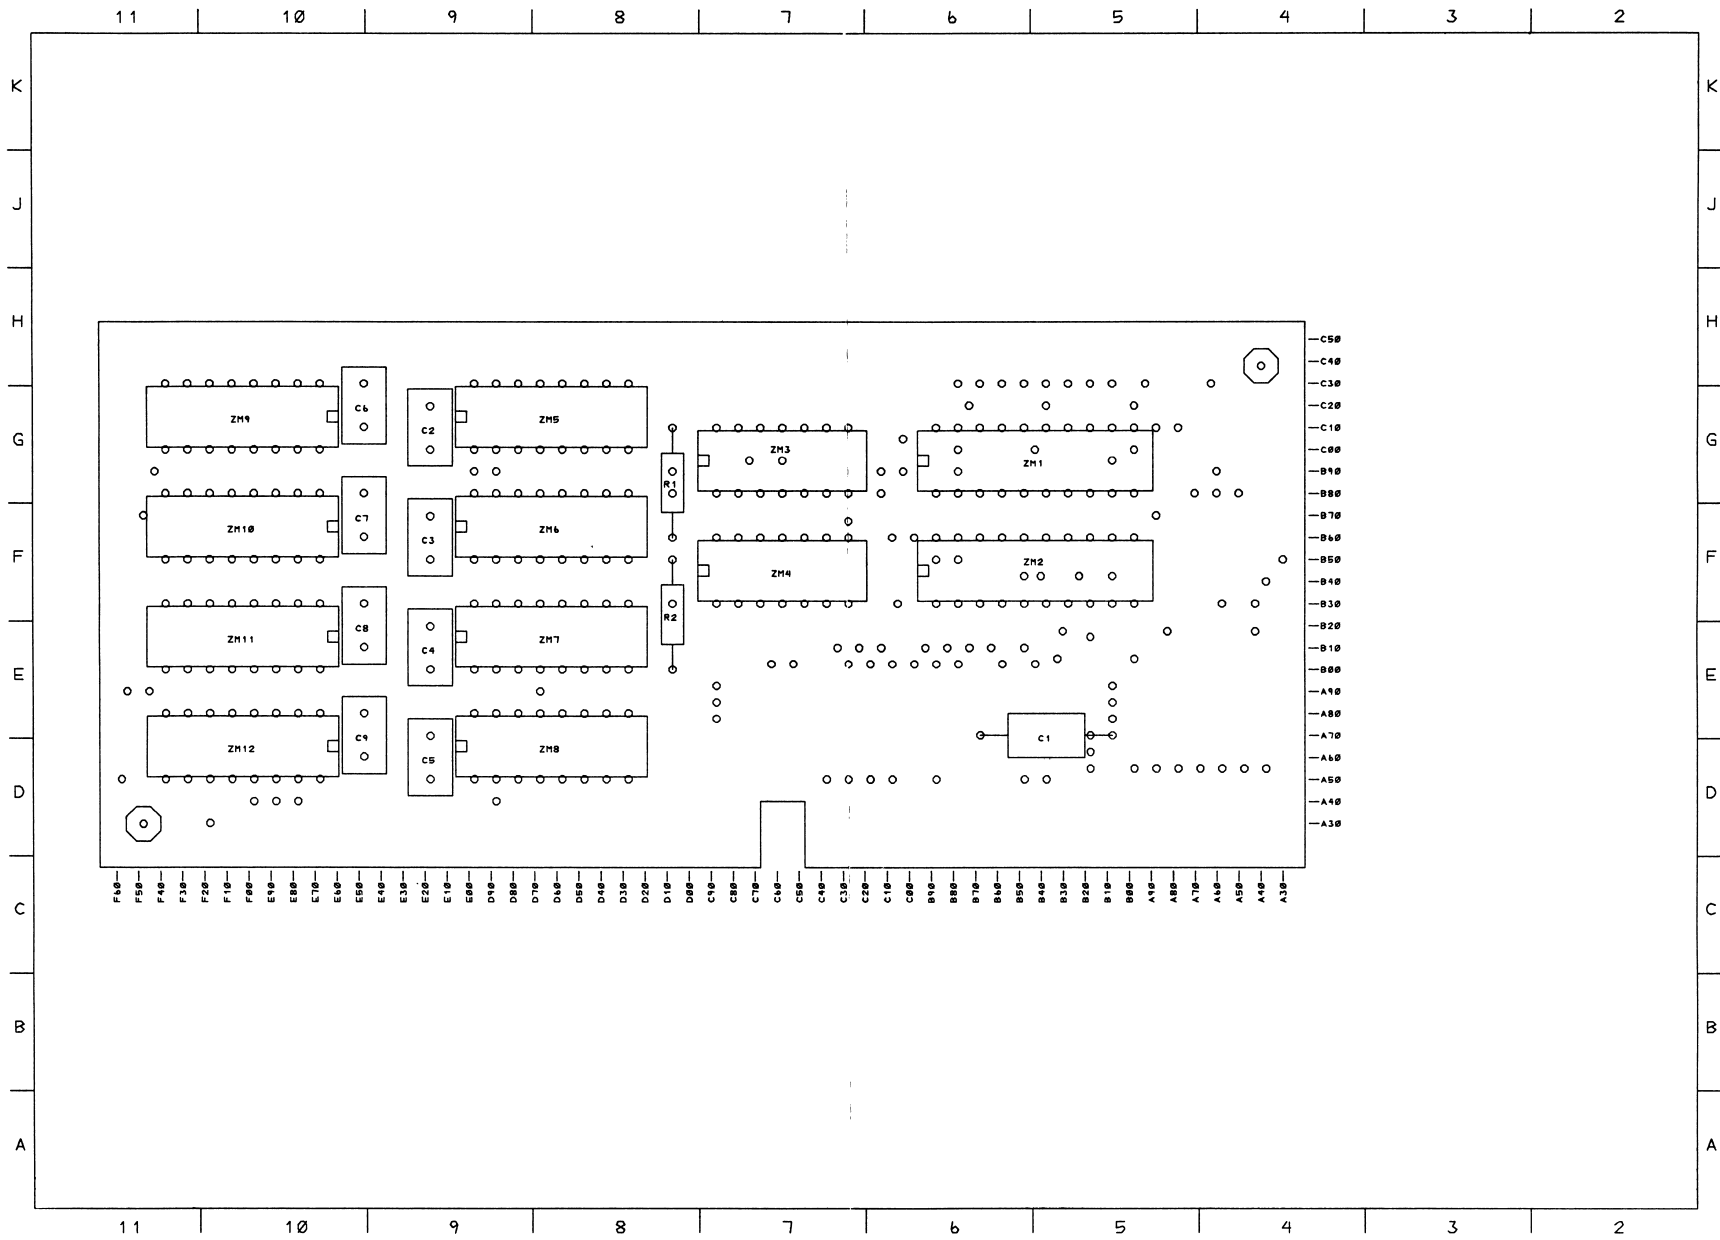 11 10 9 8 7 6 5 4 3 2
K K
J J
H H
C50
C40
C30
C6 C20
ZM9 C2 ZM5 C10
G G
ZM3 C00
ZM1 B90
R1 B80
C7 B70
ZM10 C3 ZM6 B60
F F
ZM4 ZM2 B50
B40
B30
R2
C8 B20
ZM11 C4 ZM7 B10
E E
B00
A90
A80
C9 C1 A70
ZM12 C5 ZM8 A60
A50
D D
A40
A30
F60 F50 F40 F30 F20 F10 F00 E90 E80 E70 E60 E50 E40 E30 E20 E10 E00 D90 D80 D70 D60 D50 D40 D30 D20 D10 D00 C90 C80 C70 C60 C50 C40 C30 C20 C10 C00 B90 B80 B70 B60 B50 B40 B30 B20 B10 B00 A90 A80 A70 A60 A50 A40 A30
C C
B B
A A
11 10 9 8 7 6 5 4 3 2